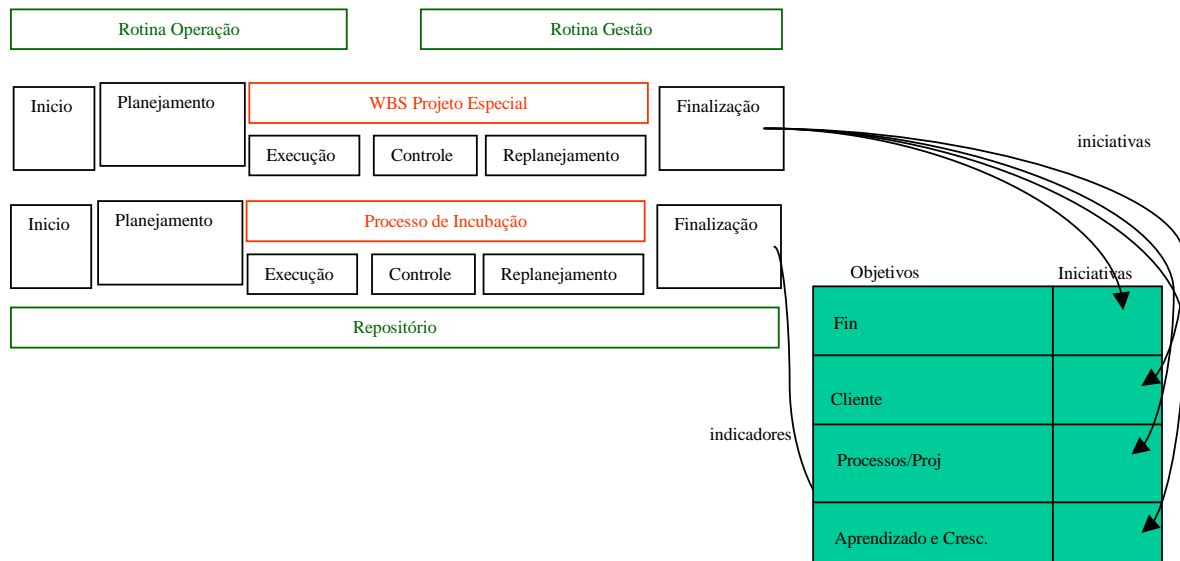 Rotina Operação
Rotina Gestão
Inicio
Planejamento
WBS Projeto Especial
Finalização
Execução
Controle
Replanejamento
iniciativas
Inicio
Planejamento
Processo de Incubação
Finalização
Execução
Controle
Replanejamento
Objetivos
Iniciativas
Repositório
Fin
Cliente
indicadores
Processos/Proj
Aprendizado e Cresc.